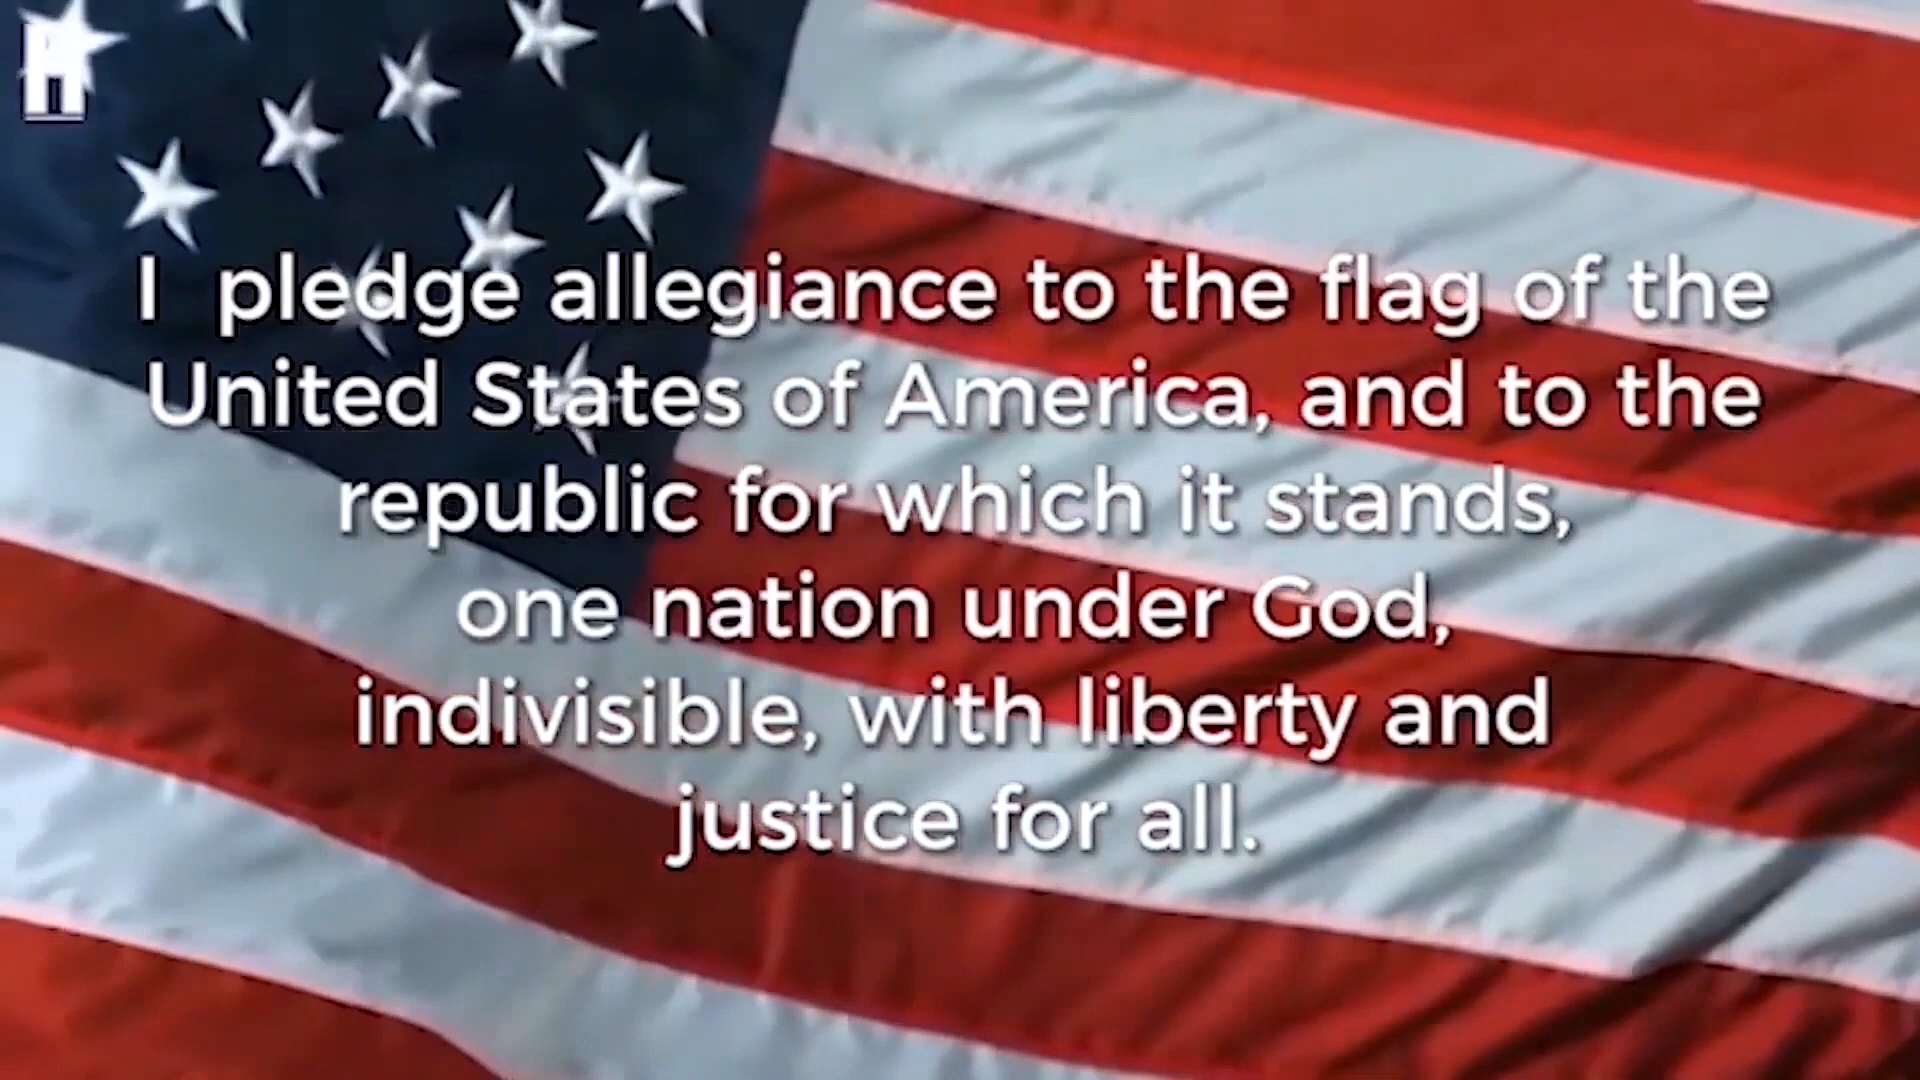 I pledge allegiance to the flag of the
United States of America, and to the
republic for which it stands,
one nation under God,
indivisible, with liberty and
justice for all.